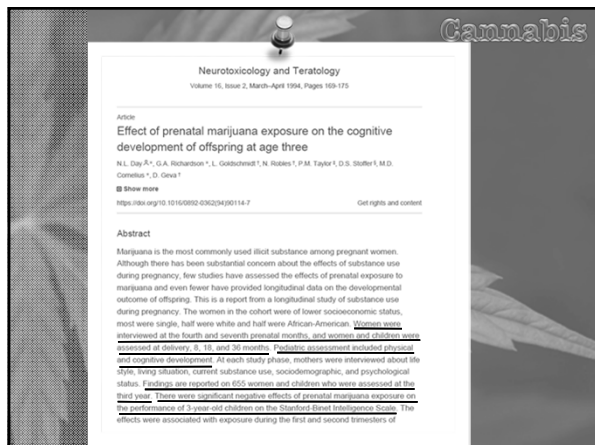 Cannabis
Neurotoxicology and Teratology
Volume 16, Issue 2, March–April 1994, Pages 169-175
Article
Effect of prenatal marijuana exposure on the cognitive
development of offspring at age three
N.L. Day, G.A. Richardson *, L. Goldschmidt †, N. Robles †, P.M. Taylor ‡, D.S. Stoffer §, M.D.
Cornelius *, D. Geva †
Show more
https://doi.org/10.1016/0892-0362(94)90114-7 Get rights and content
Abstract
Marijuana is the most commonly used illicit substance among pregnant women.
Although there has been substantial concern about the effects of substance use
during pregnancy, few studies have assessed the effects of prenatal exposure to
marijuana and even fewer have provided longitudinal data on the developmental
outcome of offspring. This is a report from a longitudinal study of substance use
during pregnancy. The women in the cohort were of lower socioeconomic status,
most were single, half were white and half were African-American. Women were
interviewed at the fourth and seventh prenatal months, and women and children were
assessed at delivery, 8, 18, and 36 months. Pediatric assessment included physical
and cognitive development. At each study phase, mothers were interviewed about life
style, living situation, current substance use, sociodemographic, and psychological
status. Findings are reported on 655 women and children who were assessed at the
third year. There were significant negative effects of prenatal marijuana exposure on
the performance of 3-year-old children on the Stanford-Binet Intelligence Scale. The
effects were associated with exposure during the first and second trimesters of